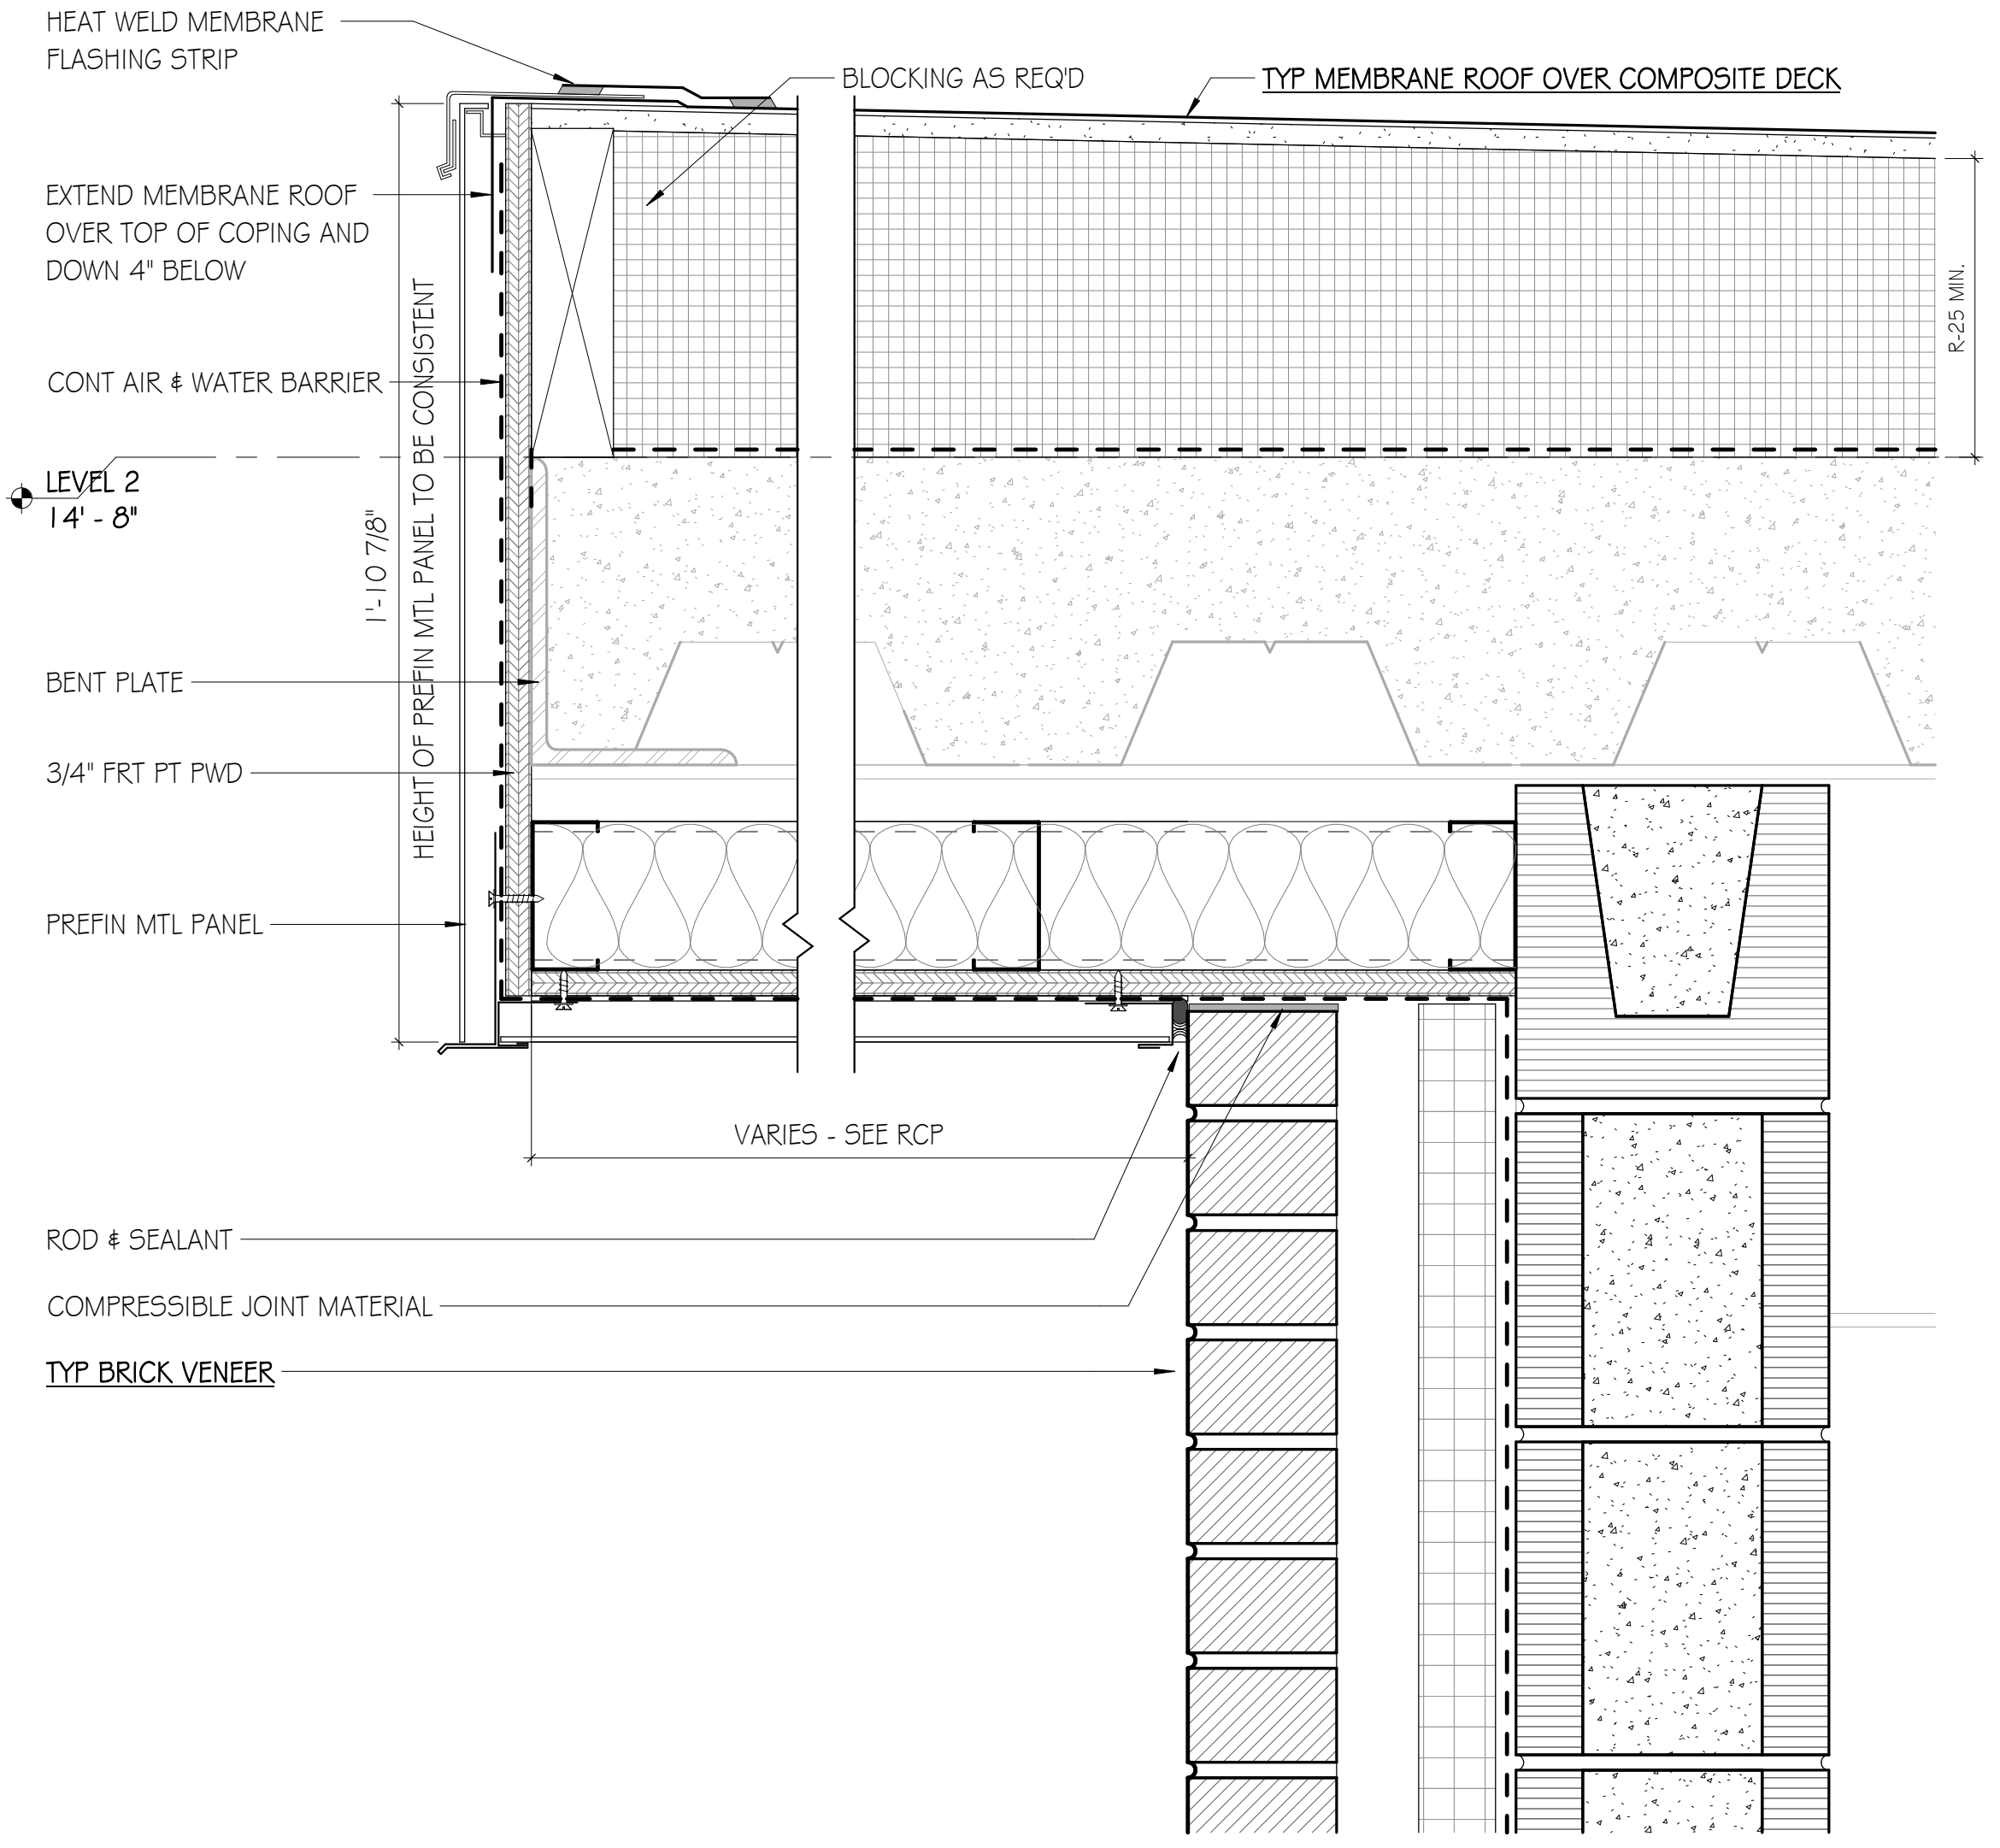 HEAT WELD MEMBRANE
FLASHING STRIP
BLOCKING AS REQ'D
TYP MEMBRANE ROOF OVER COMPOSITE DECK
EXTEND MEMBRANE ROOF
OVER TOP OF COPING AND
DOWN 4" BELOW
R-25 MIN.
CONT AIR & WATER BARRIER
LEVEL 2
14' - 8"
1'-10 7/8"
HEIGHT OF PREFIN MTL PANEL TO BE CONSISTENT
BENT PLATE
3/4" FRT PT PWD
PREFIN MTL PANEL
VARIES - SEE RCP
ROD & SEALANT
COMPRESSIBLE JOINT MATERIAL
TYP BRICK VENEER